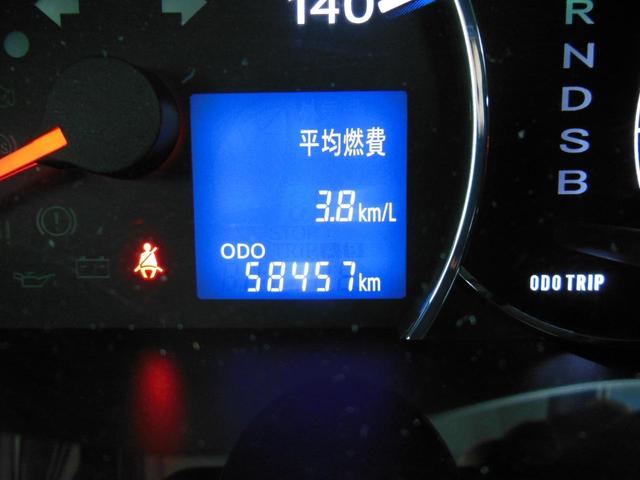 140
平均燃費
3.8 km/L
ODO
58457 km
R
N
D
S
B
ODO TRIP